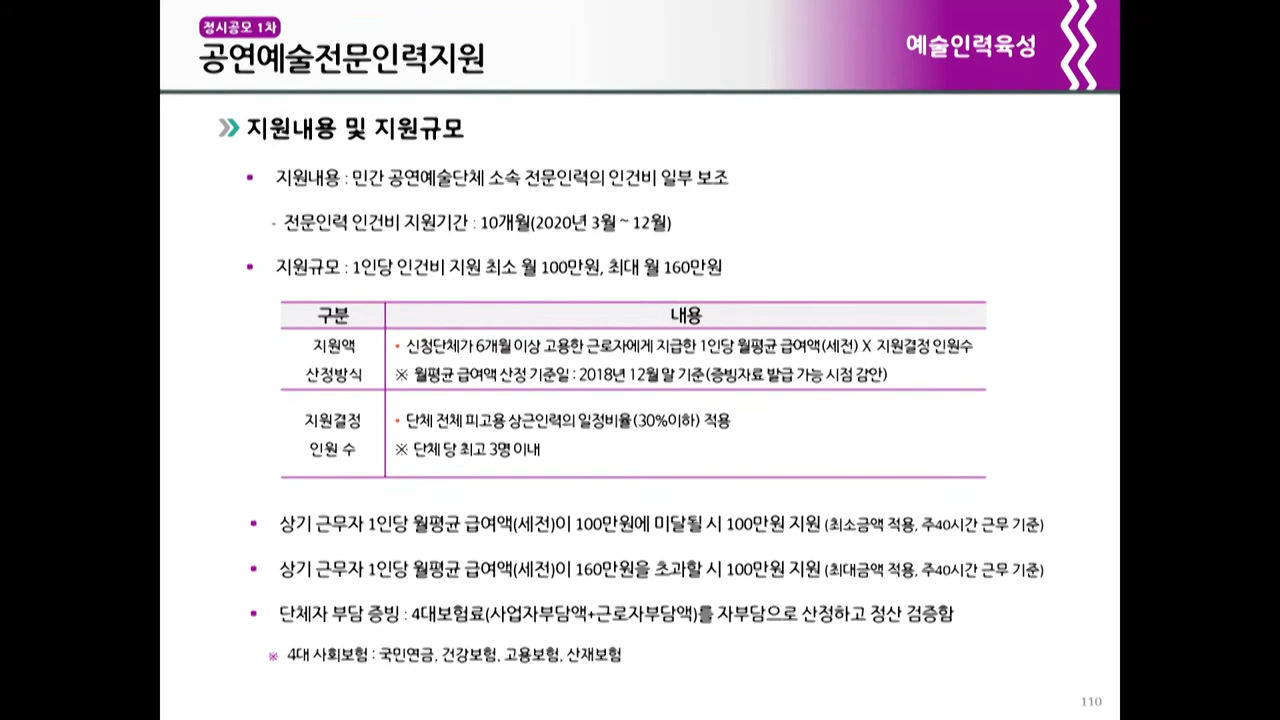 정시공모 1차
공연예술전문인력지원
예술인력육성
지원내용 및 지원규모
▪ 지원내용 : 민간 공연예술단체 소속 전문인력의 인건비 일부 보조
- 전문인력 인건비 지원기간 : 10개월(2020년 3월 ~ 12월)
▪ 지원규모 : 1인당 인건비 지원 최소 월 100만원, 최대 월 160만원
구분 내용
지원액 • 신청단체가 6개월 이상 고용한 근로자에게 지급한 1인당 월평균 급여액(세전) X 지원결정 인원수
산정방식 ※ 월평균 급여액 산정 기준일 : 2018년 12월 말 기준(증빙자료 발급 가능 시점 감안)
지원결정 • 단체 전체 피고용 상근인력의 일정비율(30%이하) 적용
인원 수 ※ 단체 당 최고 3명 이내
▪ 상기 근무자 1인당 월평균 급여액(세전)이 100만원에 미달될 시 100만원 지원 (최소금액 적용, 주40시간 근무 기준)
▪ 상기 근무자 1인당 월평균 급여액(세전)이 160만원을 초과할 시 100만원 지원 (최대금액 적용, 주40시간 근무 기준)
▪ 단체자 부담 증빙 : 4대보험료(사업자부담액+근로자부담액)를 자부담으로 산정하고 정산 검증함
※ 4대 사회보험 : 국민연금, 건강보험, 고용보험, 산재보험
110